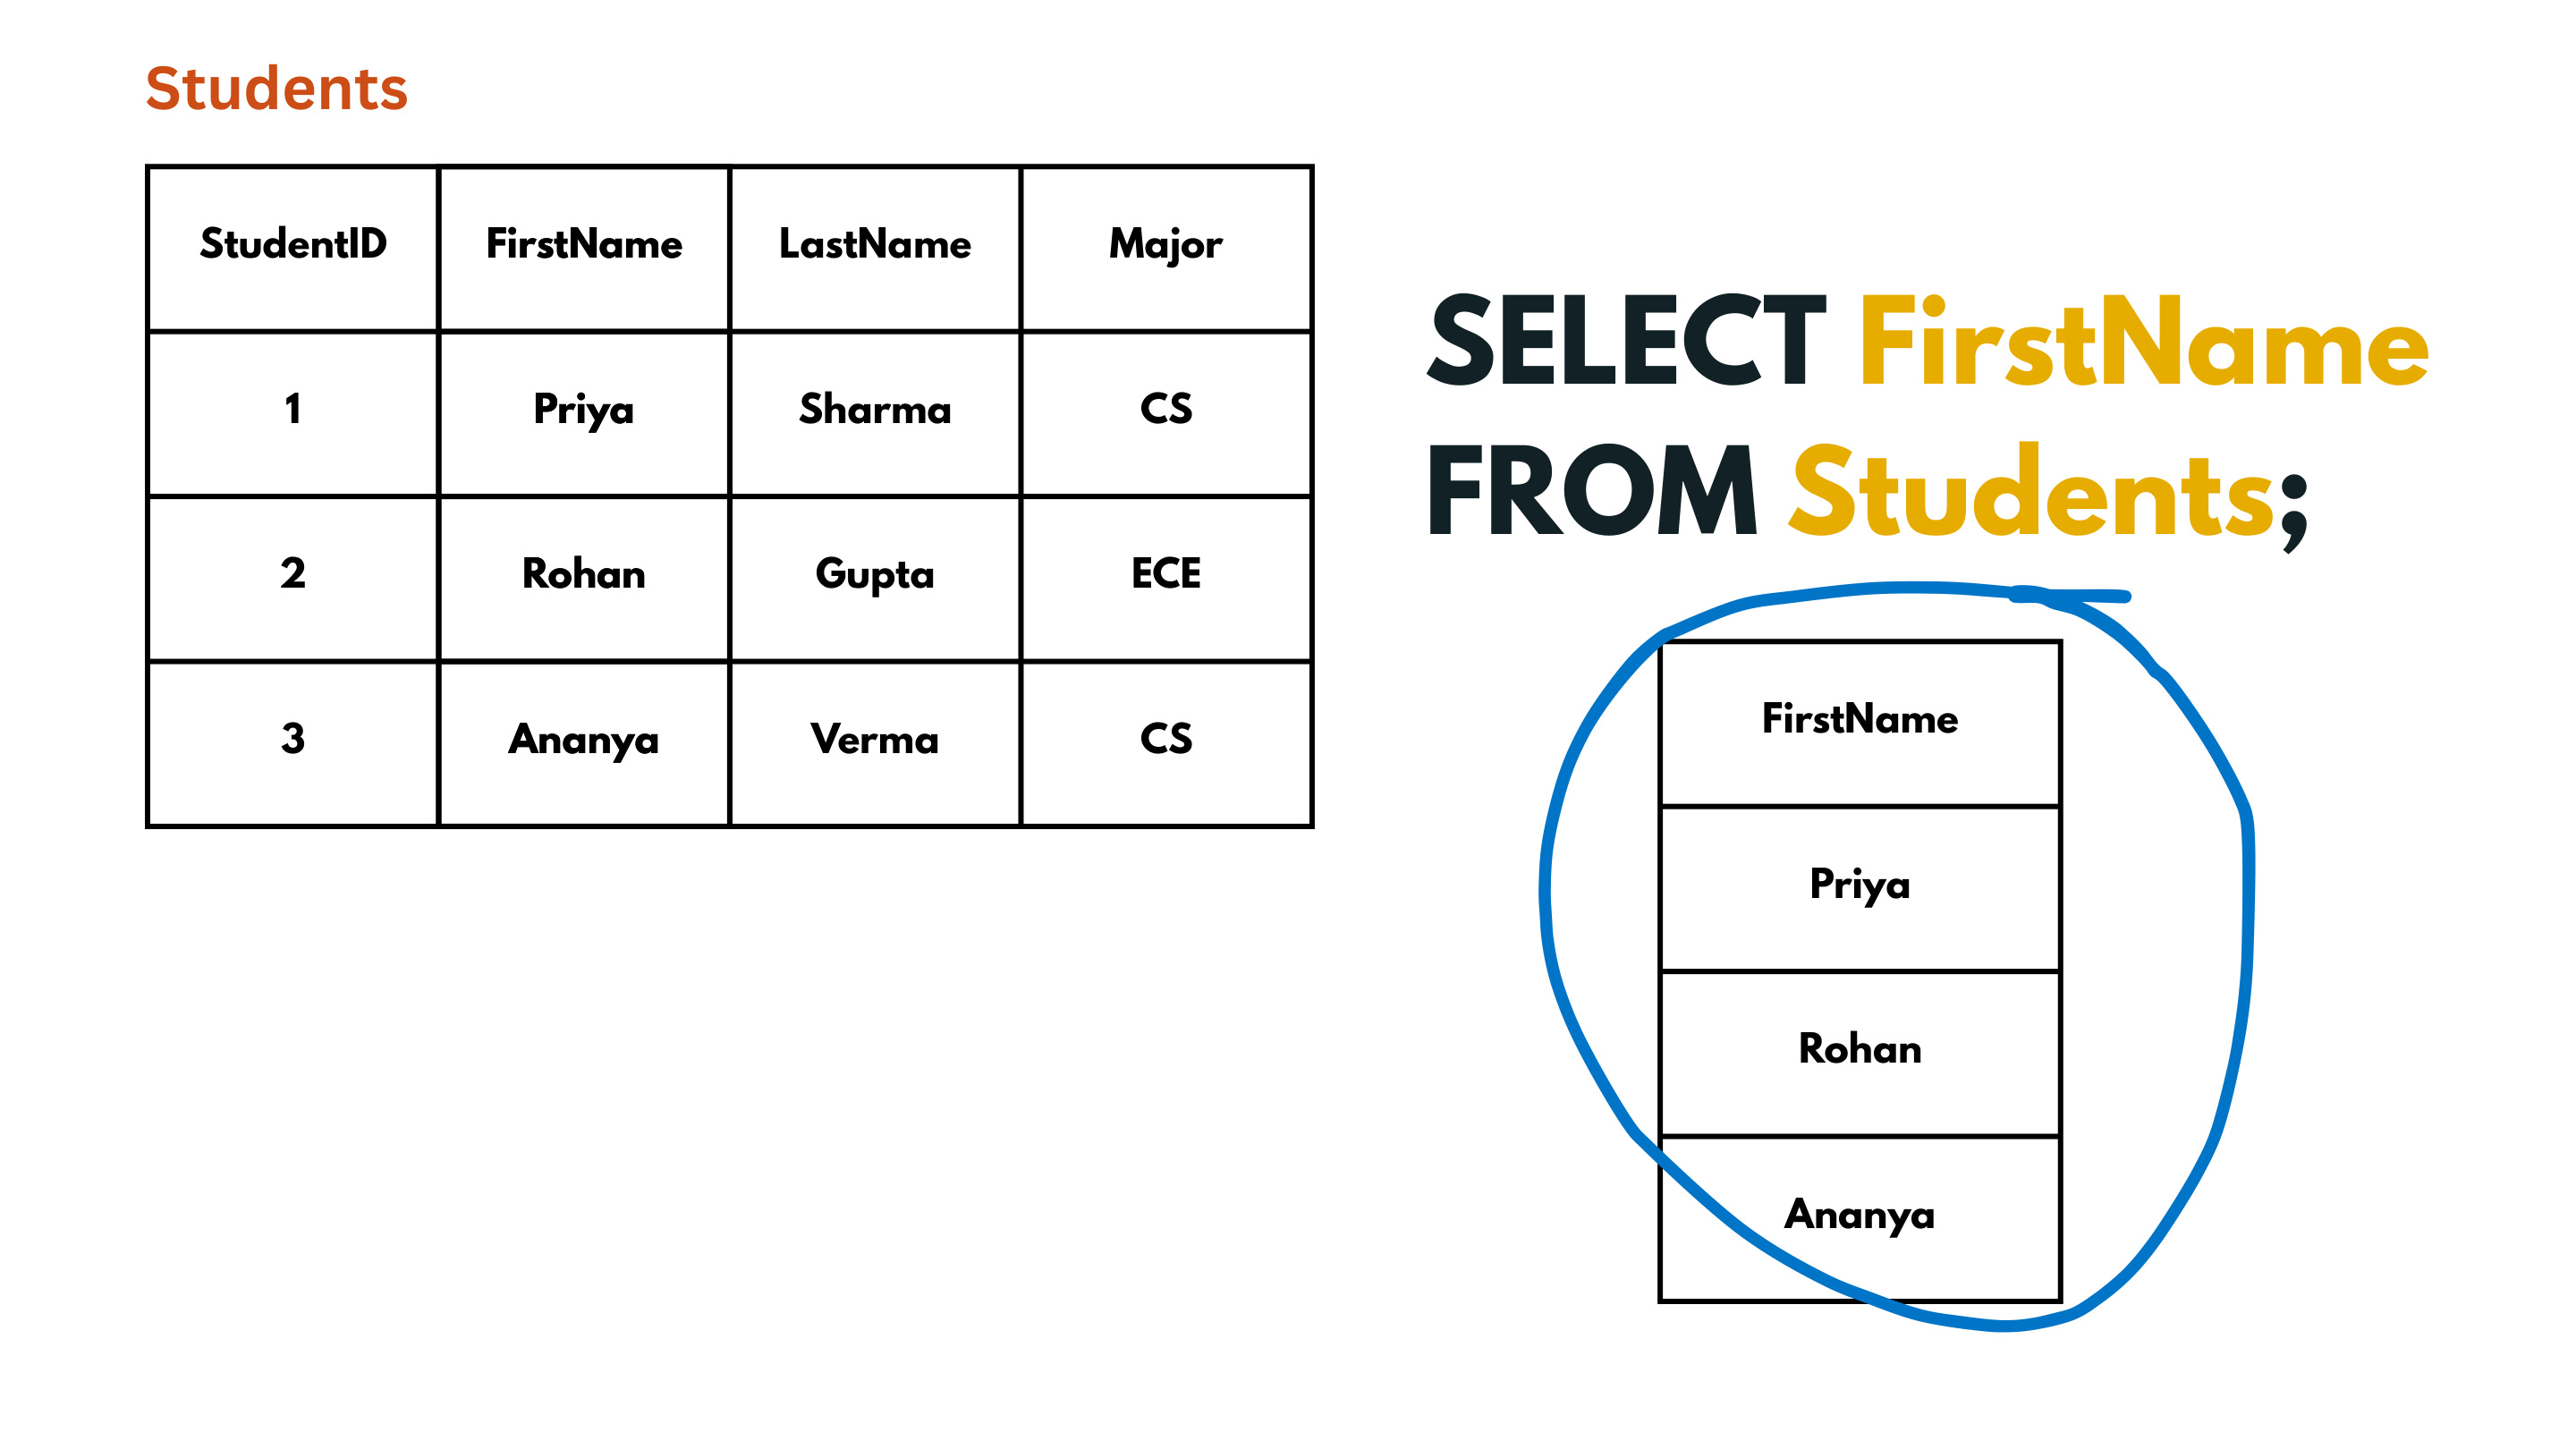 Students
StudentID FirstName LastName Major
1 Priya Sharma CS
2 Rohan Gupta ECE
3 Ananya Verma CS
SELECT FirstName
FROM Students;
FirstName
Priya
Rohan
Ananya